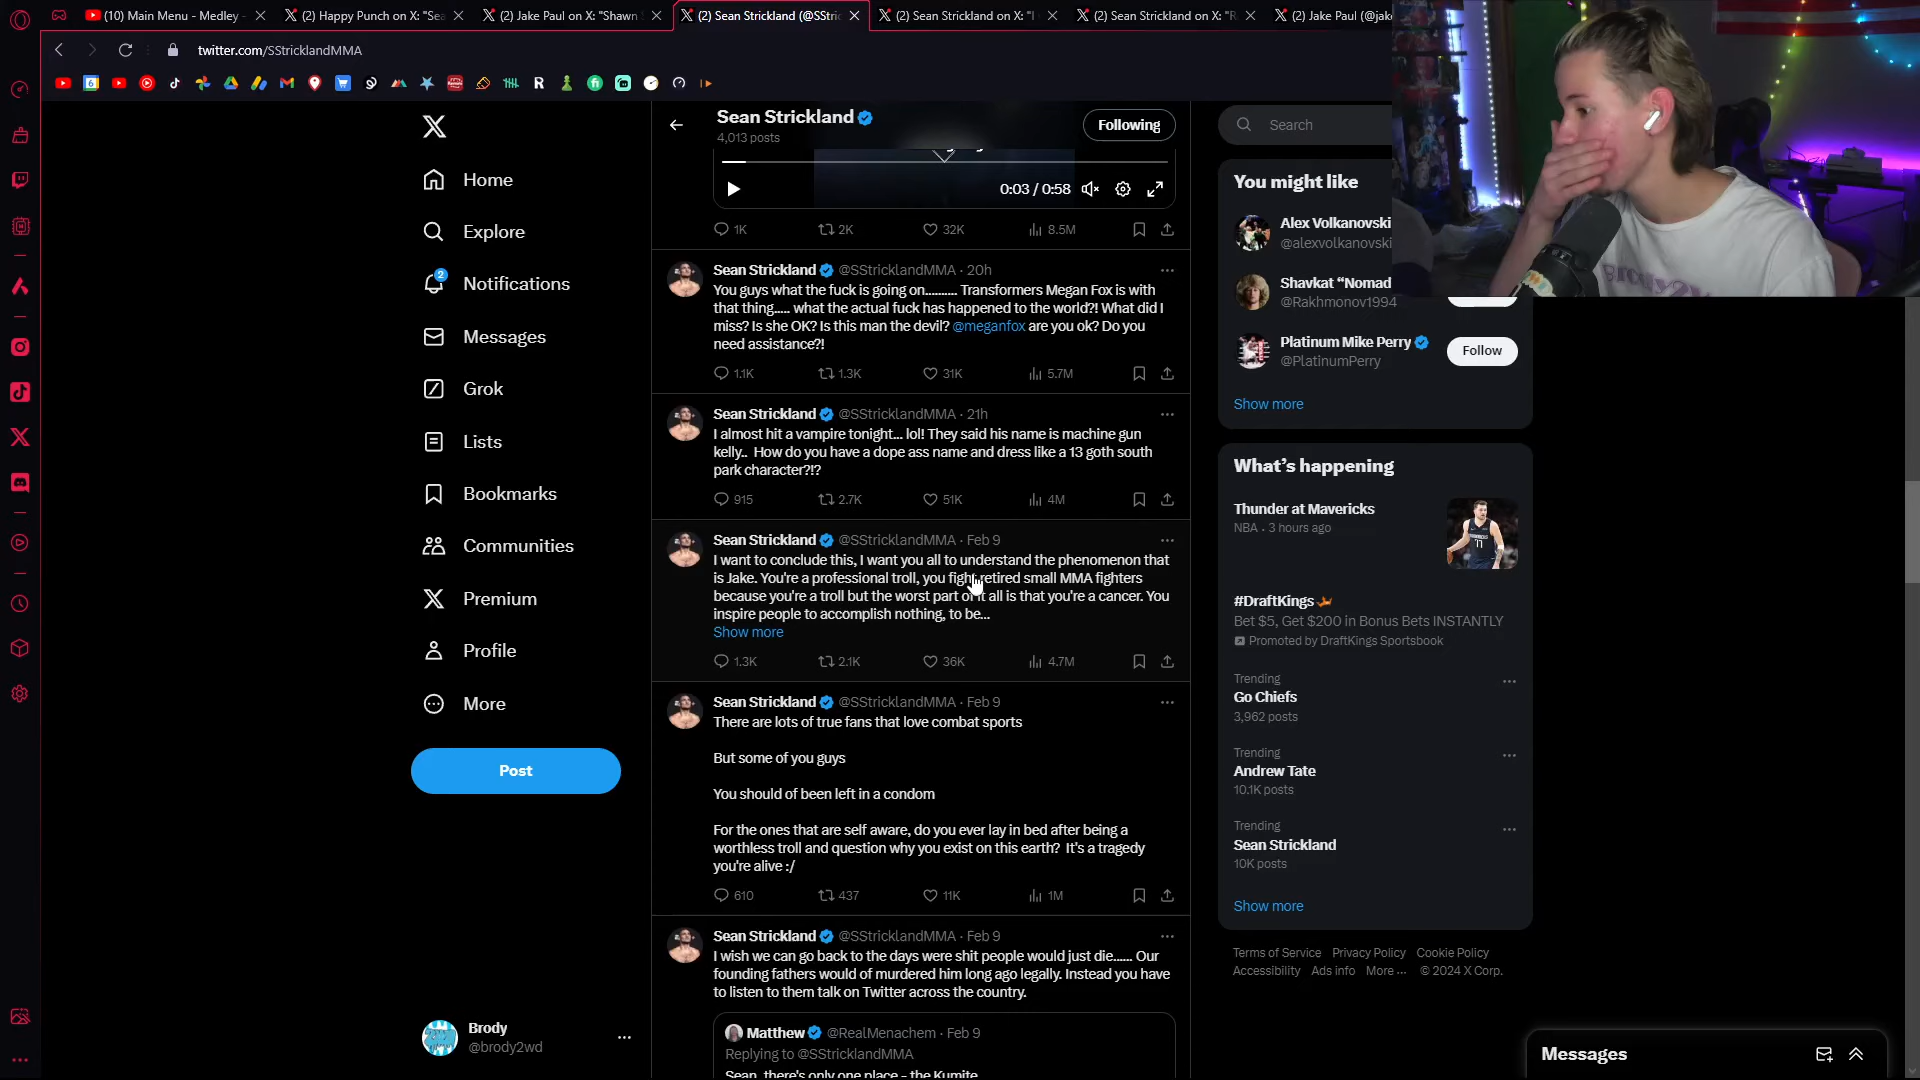 (10) Main Menu - Medley -
(2) Happy Punch on X: "Sea
(2) Jake Paul on X: "Shawn
(2) Sean Strickland (@SStric
(2) Sean Strickland on X: "I
(2) Sean Strickland on X: "R
(2) Jake Paul (@jake
twitter.com/SStricklandMMA
Home
Explore
2
Notifications
Messages
Grok
Lists
Bookmarks
Communities
Premium
Profile
More
Post
Brody
@brody2wd
Sean Strickland
4,013 posts
Following
0:03 / 0:58
1K 2K 32K 8.5M
Sean Strickland @SStricklandMMA · 20h
You guys what the fuck is going on.......... Transformers Megan Fox is with
that thing..... what the actual fuck has happened to the world?! What did I
miss? Is she OK? Is this man the devil? @meganfox are you ok? Do you
need assistance?!
1.1K 1.3K 31K 5.7M
Sean Strickland @SStricklandMMA · 21h
I almost hit a vampire tonight... lol! They said his name is machine gun
kelly.. How do you have a dope ass name and dress like a 13 goth south
park character?!?
915 2.7K 51K 4M
Sean Strickland @SStricklandMMA · Feb 9
I want to conclude this, I want you all to understand the phenomenon that
is Jake. You're a professional troll, you fight retired small MMA fighters
because you're a troll but the worst part of it all is that you're a cancer. You
inspire people to accomplish nothing, to be...
Show more
1.3K 2.1K 36K 4.7M
Sean Strickland @SStricklandMMA · Feb 9
There are lots of true fans that love combat sports
But some of you guys
You should of been left in a condom
For the ones that are self aware, do you ever lay in bed after being a
worthless troll and question why you exist on this earth? It's a tragedy
you're alive :/
610 437 11K 1M
Sean Strickland @SStricklandMMA · Feb 9
I wish we can go back to the days were shit people would just die...... Our
founding fathers would of murdered him long ago legally. Instead you have
to listen to them talk on Twitter across the country.
Matthew @RealMenachem · Feb 9
Replying to @SStricklandMMA
Sean, there's only one place - the Kumite
Search
You might like
Alex Volkanovski
@alexvolkanovski
Shavkat “Nomad
@Rakhmonov1994
Platinum Mike Perry
@PlatinumPerry
Follow
Show more
What's happening
Thunder at Mavericks
NBA · 3 hours ago
#DraftKings
Bet $5, Get $200 in Bonus Bets INSTANTLY
Promoted by DraftKings Sportsbook
Trending
Go Chiefs
3,962 posts
Trending
Andrew Tate
10.1K posts
Trending
Sean Strickland
10K posts
Show more
Terms of Service Privacy Policy Cookie Policy
Accessibility Ads info More ... © 2024 X Corp.
Messages